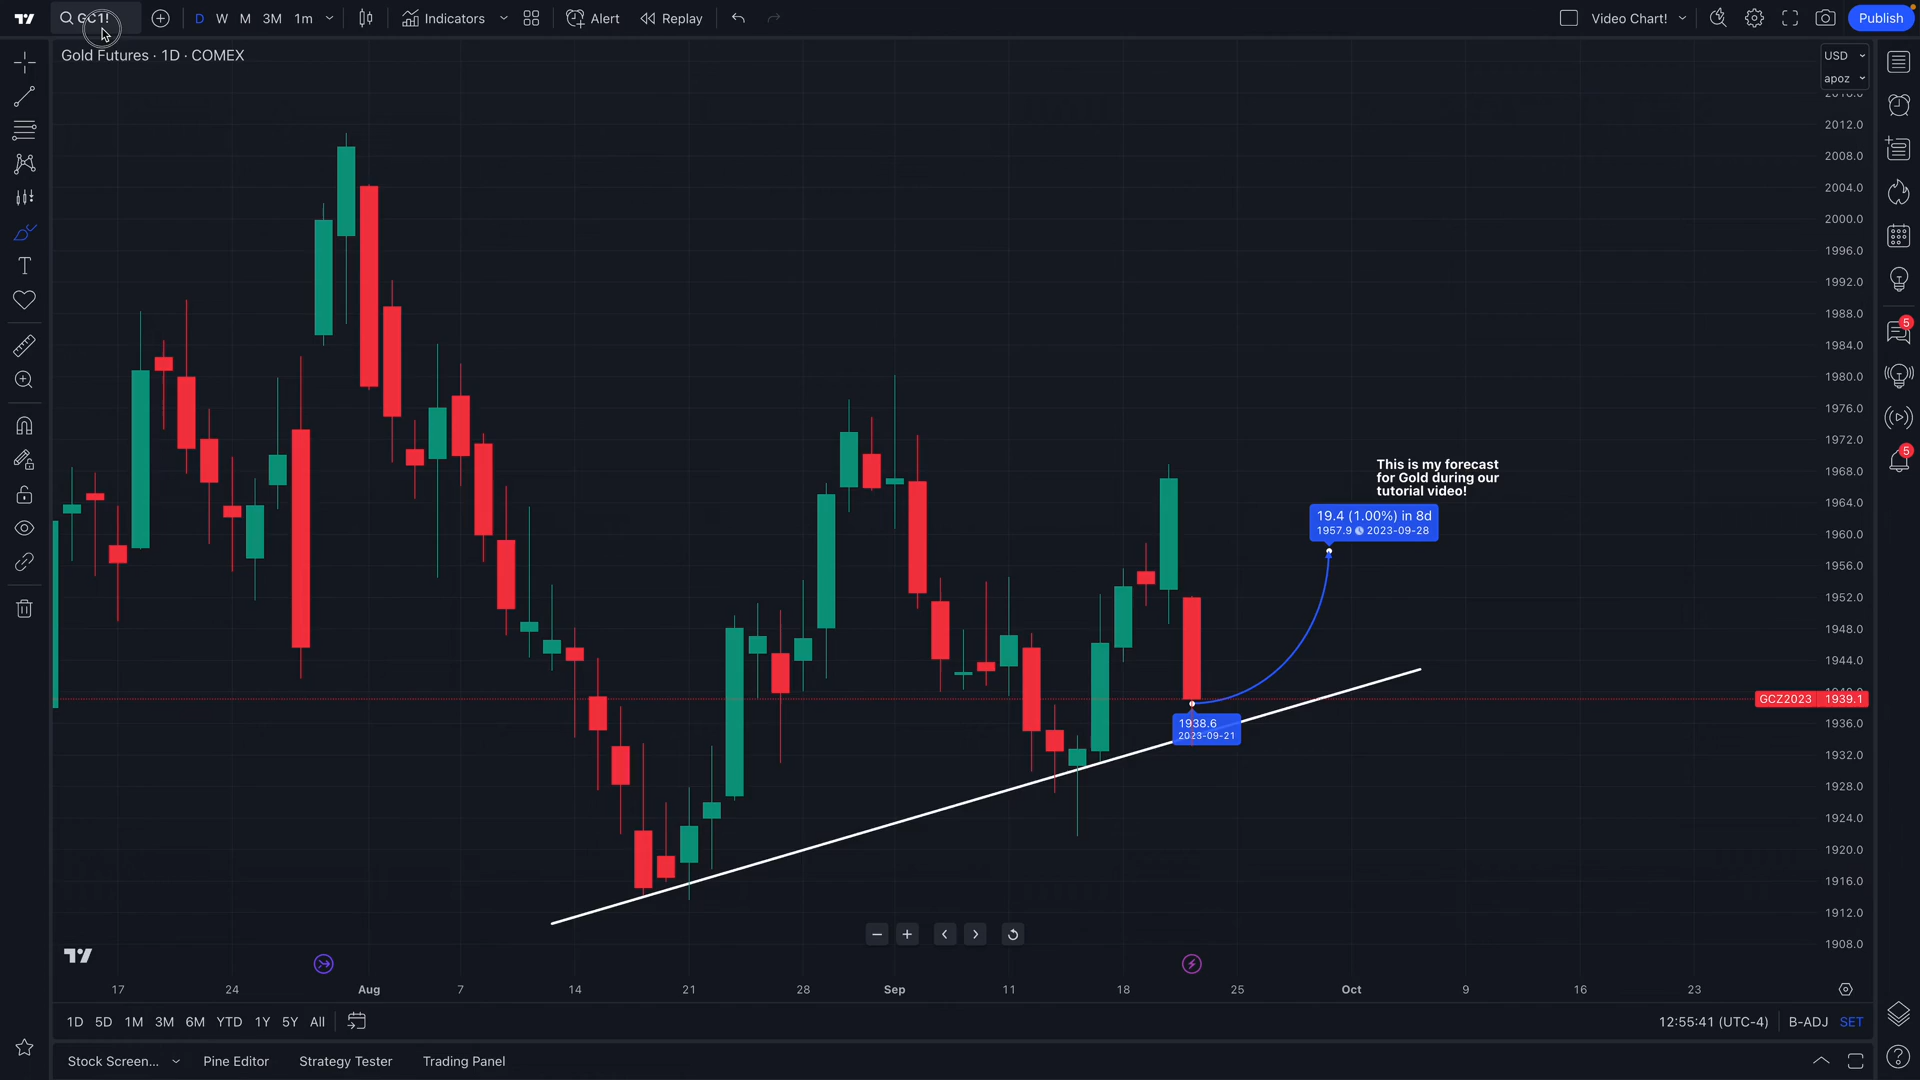 GC1!
D W M 3M 1m
Indicators
Alert
Replay
Video Chart!
Publish
Gold Futures · 1D · COMEX
USD
apoz
2012.0
2008.0
2004.0
2000.0
1996.0
1992.0
1988.0
1984.0
1980.0
1976.0
1972.0
1968.0
1964.0
1960.0
1956.0
1952.0
1948.0
1944.0
GCZ2023 1939.1
1936.0
1932.0
1928.0
1924.0
1920.0
1916.0
1912.0
1908.0
5
5
This is my forecast
for Gold during our
tutorial video!
19.4 (1.00%) in 8d
1957.9 2023-09-28
1938.6
2023-09-21
17 24 Aug 7 14 21 28 Sep 11 18 25 Oct 9 16 23
1D 5D 1M 3M 6M YTD 1Y 5Y All
12:55:41 (UTC-4) B-ADJ SET
Stock Screen... Pine Editor Strategy Tester Trading Panel